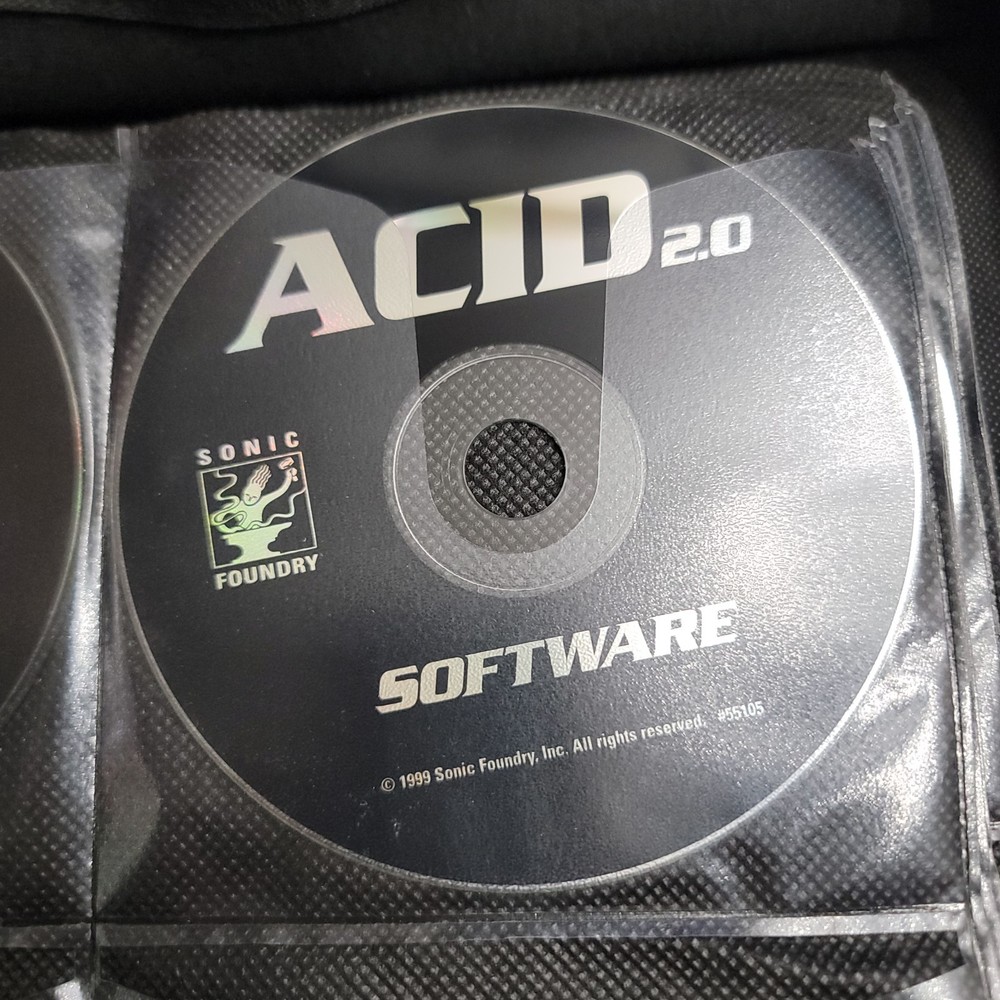 ACID 2.0
SONIC
FOUNDRY
SOFTWARE
© 1999 Sonic Foundry, Inc. All rights reserved. #55105